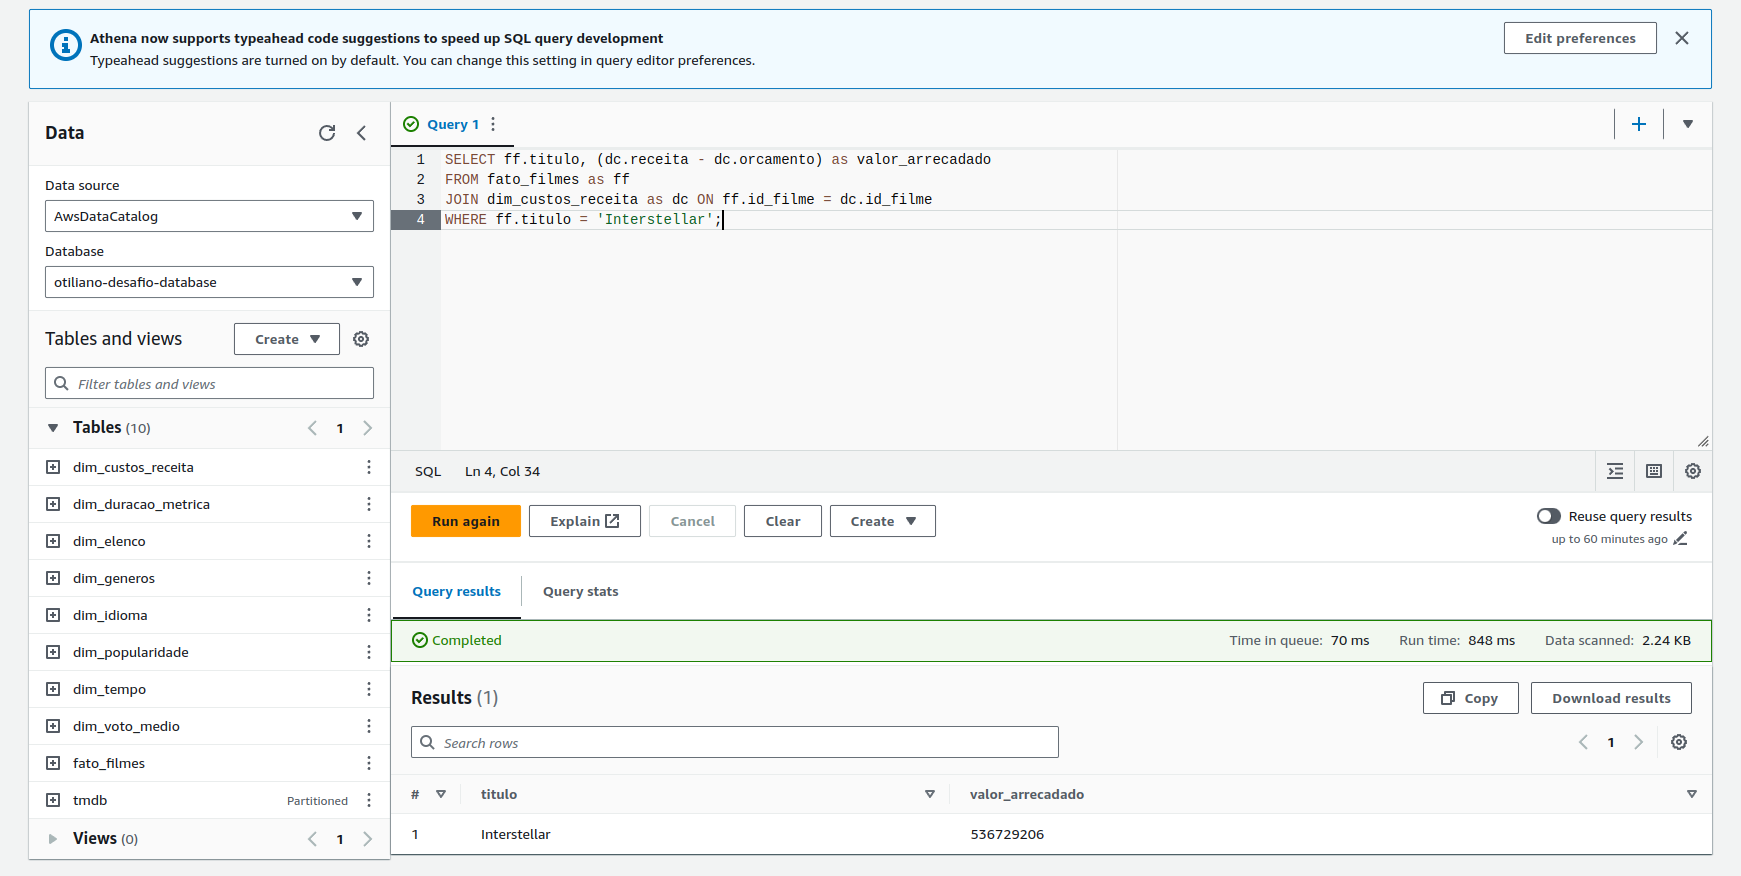 Athena now supports typeahead code suggestions to speed up SQL query development
Typeahead suggestions are turned on by default. You can change this setting in query editor preferences.
Edit preferences
Data
Data source
AwsDataCatalog
Database
otiliano-desafio-database
Tables and views
Create
Filter tables and views
Tables (10)
1
dim_custos_receita
dim_duracao_metrica
dim_elenco
dim_generos
dim_idioma
dim_popularidade
dim_tempo
dim_voto_medio
fato_filmes
tmdb Partitioned
Views (0)
1
Query 1
1 SELECT ff.titulo, (dc.receita - dc.orcamento) as valor_arrecadado
2 FROM fato_filmes as ff
3 JOIN dim_custos_receita as dc ON ff.id_filme = dc.id_filme
4 WHERE ff.titulo = 'Interstellar';
SQL Ln 4, Col 34
Run again
Explain
Cancel
Clear
Create
Reuse query results
up to 60 minutes ago
Query results
Query stats
Completed
Time in queue: 70 ms Run time: 848 ms Data scanned: 2.24 KB
Results (1)
Copy
Download results
Search rows
1
# titulo valor_arrecadado
1 Interstellar 536729206